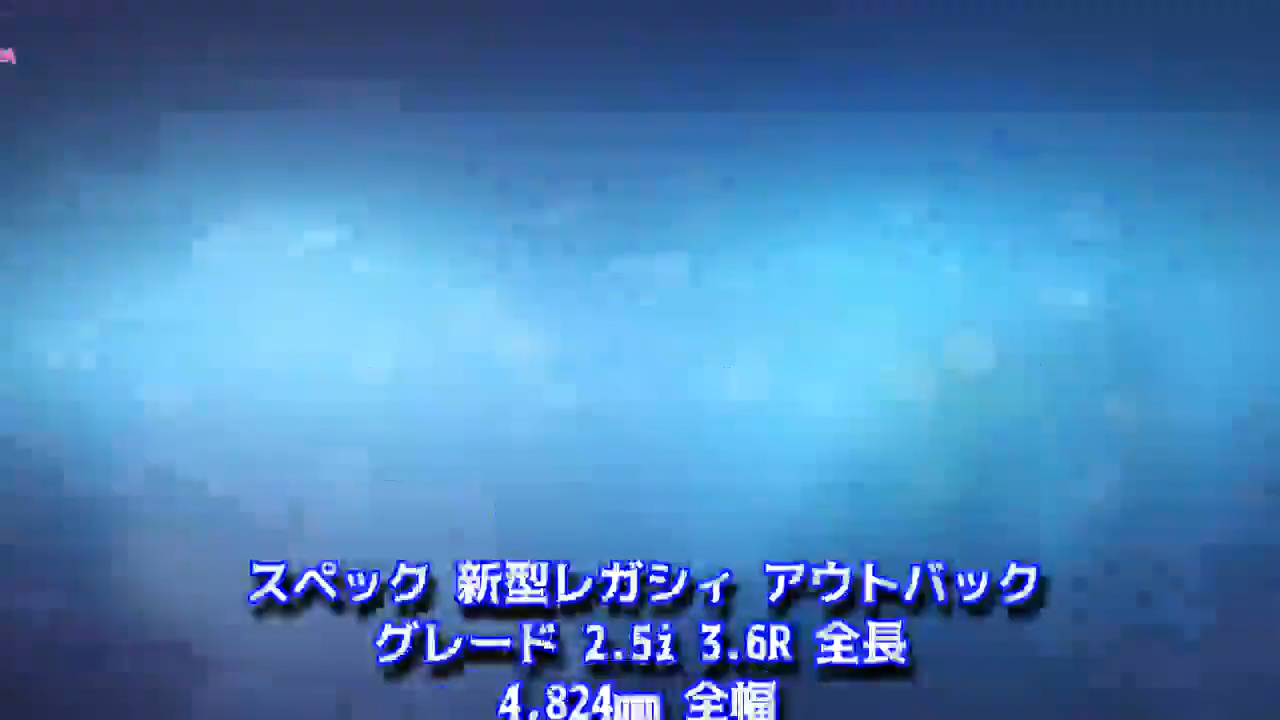 スペック 新型レガシィ アウトバック
グレード 2.5i 3.6R 全長
4,824mm 全幅